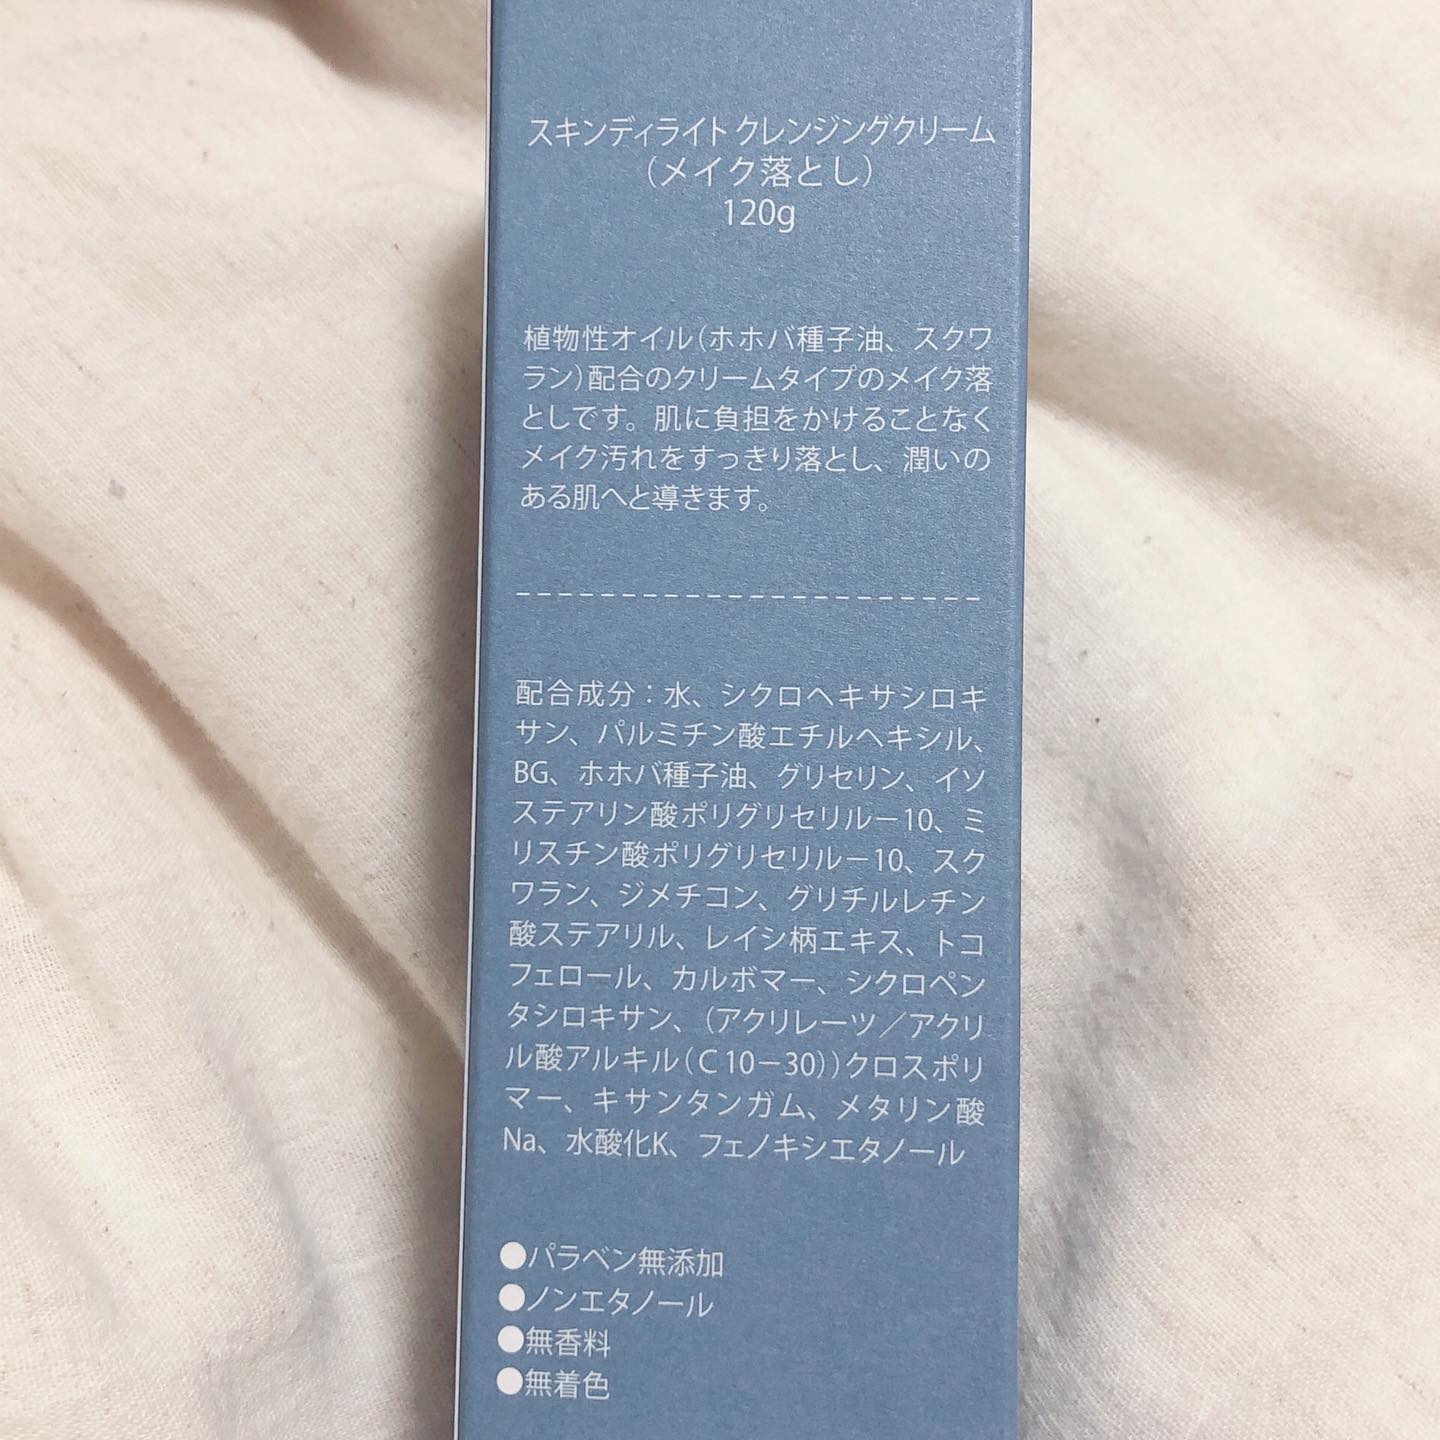 スキンディライト クレンジングクリーム
（メイク落とし）
120g
植物性オイル（ホホバ種子油、スクワ
ラン）配合のクリームタイプのメイク落
としです。肌に負担をかけることなく
メイク汚れをすっきり落とし、潤いの
ある肌へと導きます。
配合成分：水、シクロヘキサシロキ
サン、パルミチン酸エチルヘキシル、
BG、ホホバ種子油、グリセリン、イソ
ステアリン酸ポリグリセリル－10、ミ
リスチン酸ポリグリセリル－10、スク
ワラン、ジメチコン、グリチルレチン
酸ステアリル、レイシ柄エキス、トコ
フェロール、カルボマー、シクロペン
タシロキサン、（アクリレーツ／アクリ
ル酸アルキル（C10－30））クロスポリ
マー、キサンタンガム、メタリン酸
Na、水酸化K、フェノキシエタノール
●パラベン無添加
●ノンエタノール
●無香料
●無着色